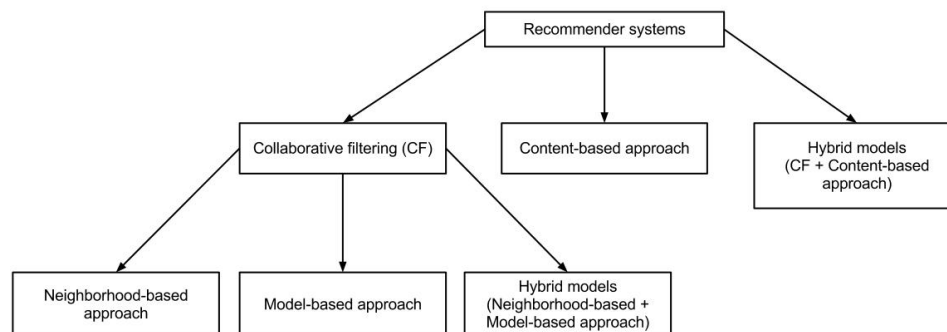 Recommender systems
Collaborative filtering (CF)
Content-based approach
Hybrid models
(CF + Content-based
approach)
Neighborhood-based
approach
Model-based approach
Hybrid models
(Neighborhood-based +
Model-based approach)